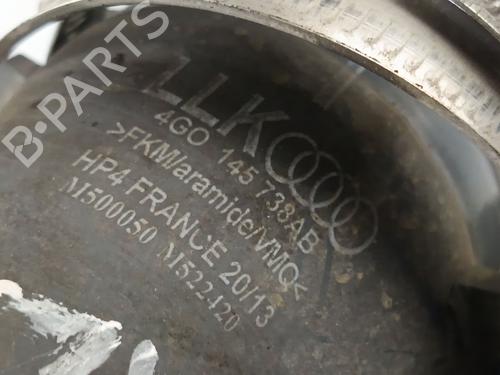 B-PARTS
LLK
4G0 145 738AB
>FKM/aramide/VMQ<
HP4 FRANCE 20/13
M500050 M522420